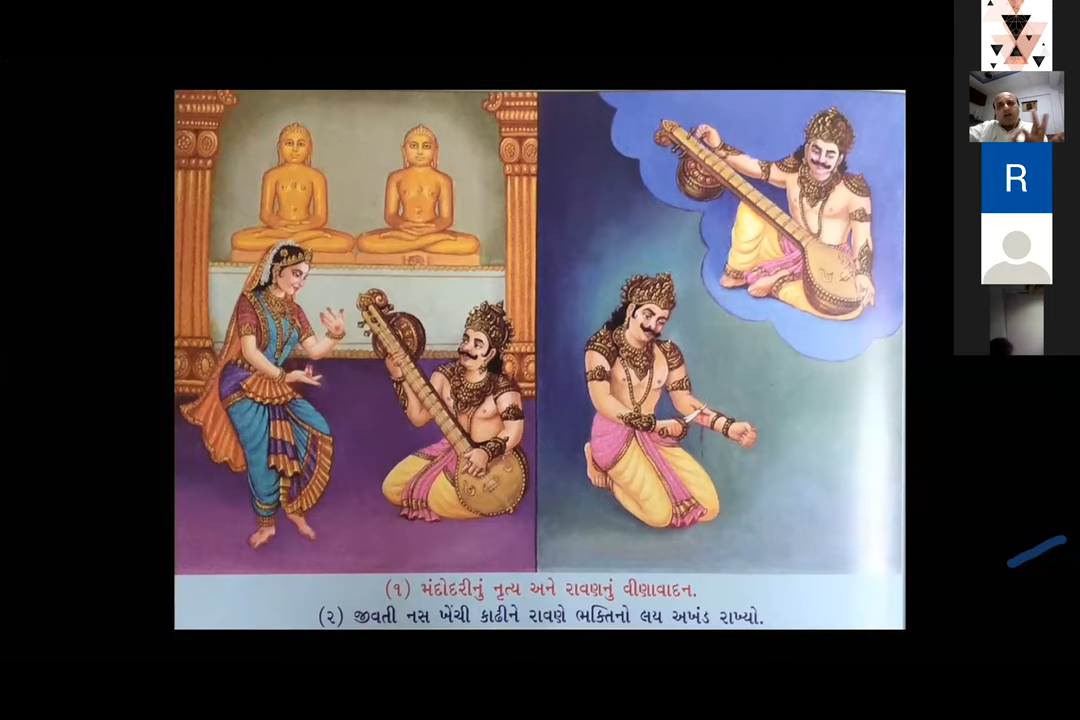 R
(૧) મંદોદરીનું નૃત્ય અને રાવણનું વીણાવાદન.
(૨) જીવતી નસ ખેંચી કાઢીને રાવણે ભક્તિનો લય અખંડ રાખ્યો.